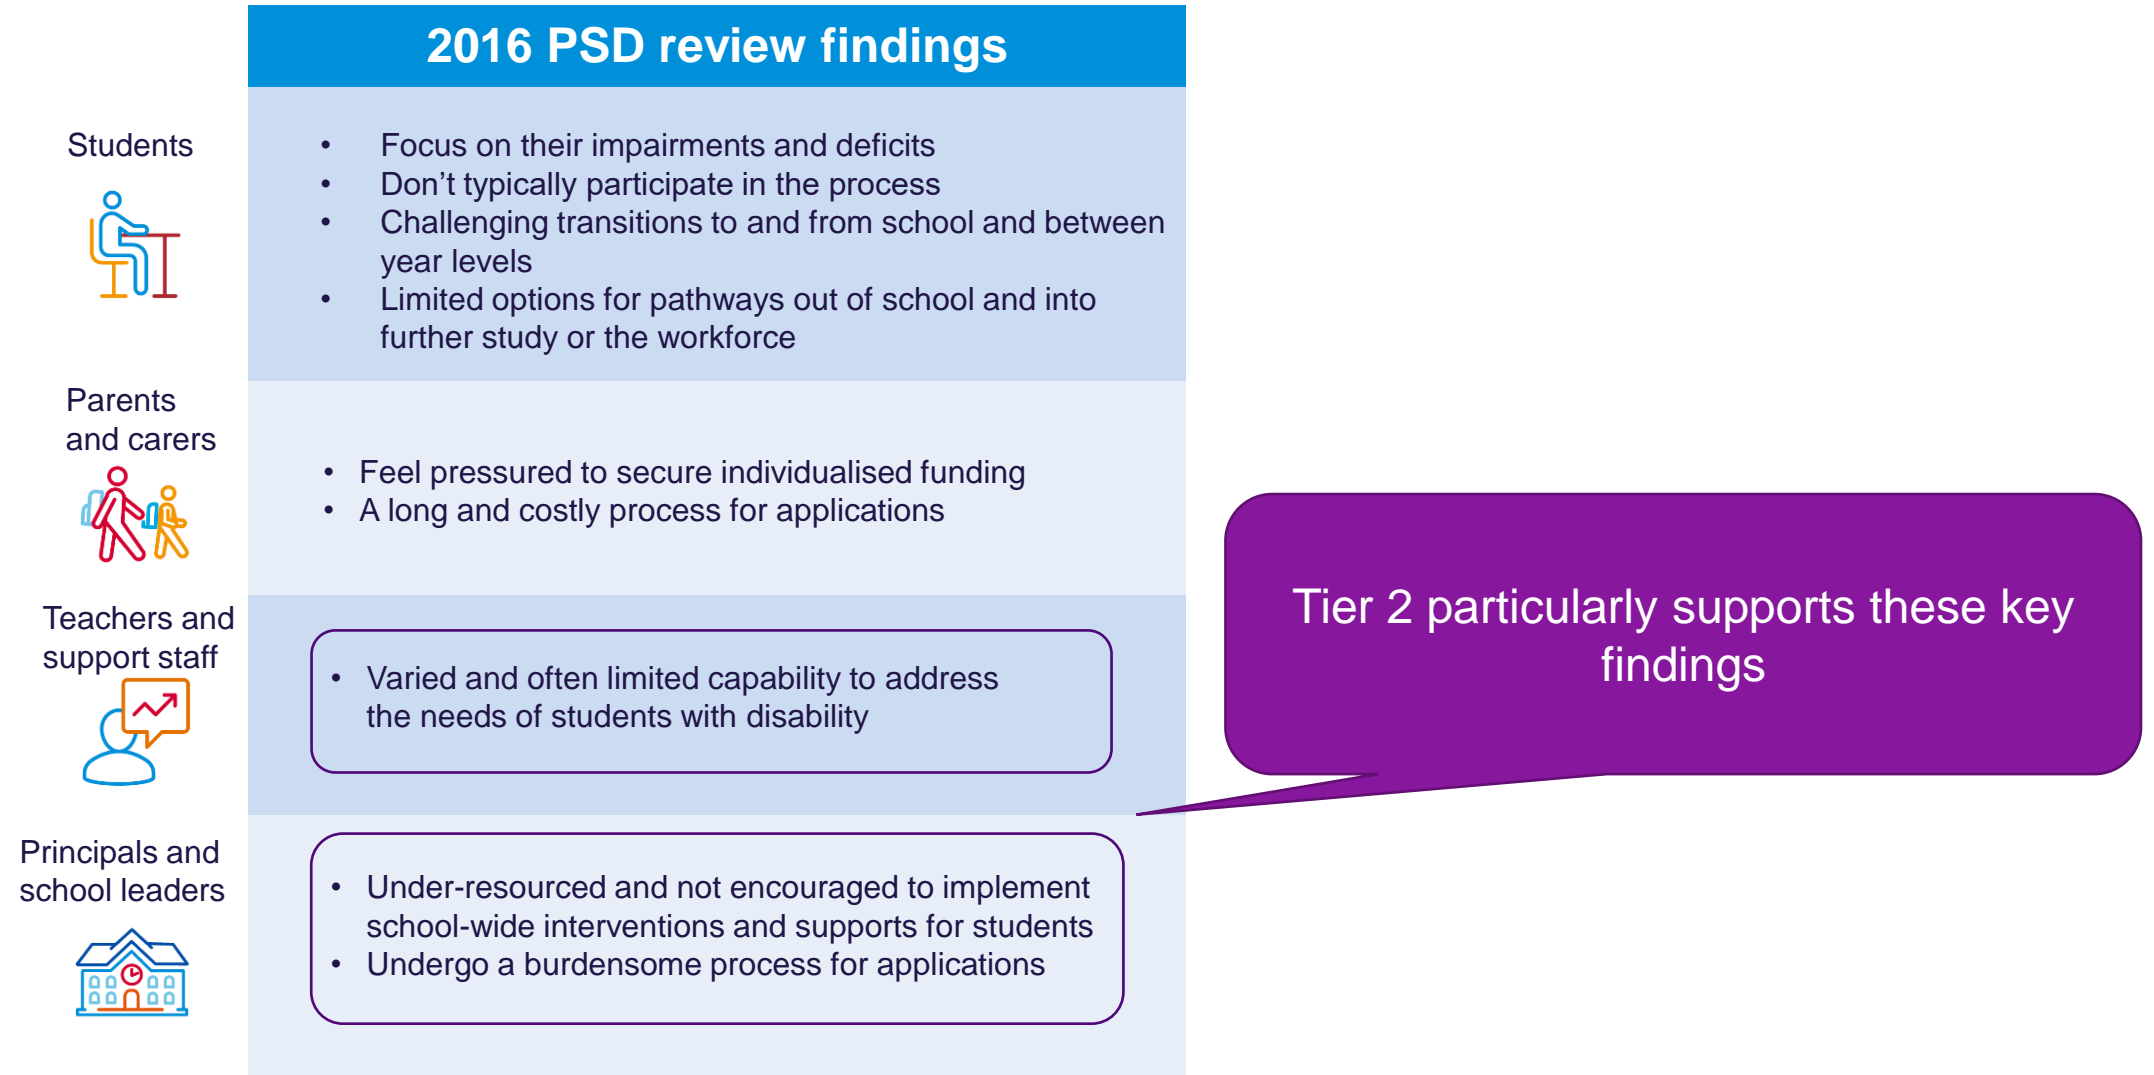 2016 PSD review findings
Students
• Focus on their impairments and deficits
• Don’t typically participate in the process
• Challenging transitions to and from school and between
year levels
• Limited options for pathways out of school and into
further study or the workforce
Parents
and carers
• Feel pressured to secure individualised funding
• A long and costly process for applications
Teachers and
support staff
• Varied and often limited capability to address
the needs of students with disability
Principals and
school leaders
• Under-resourced and not encouraged to implement
school-wide interventions and supports for students
• Undergo a burdensome process for applications
Tier 2 particularly supports these key
findings